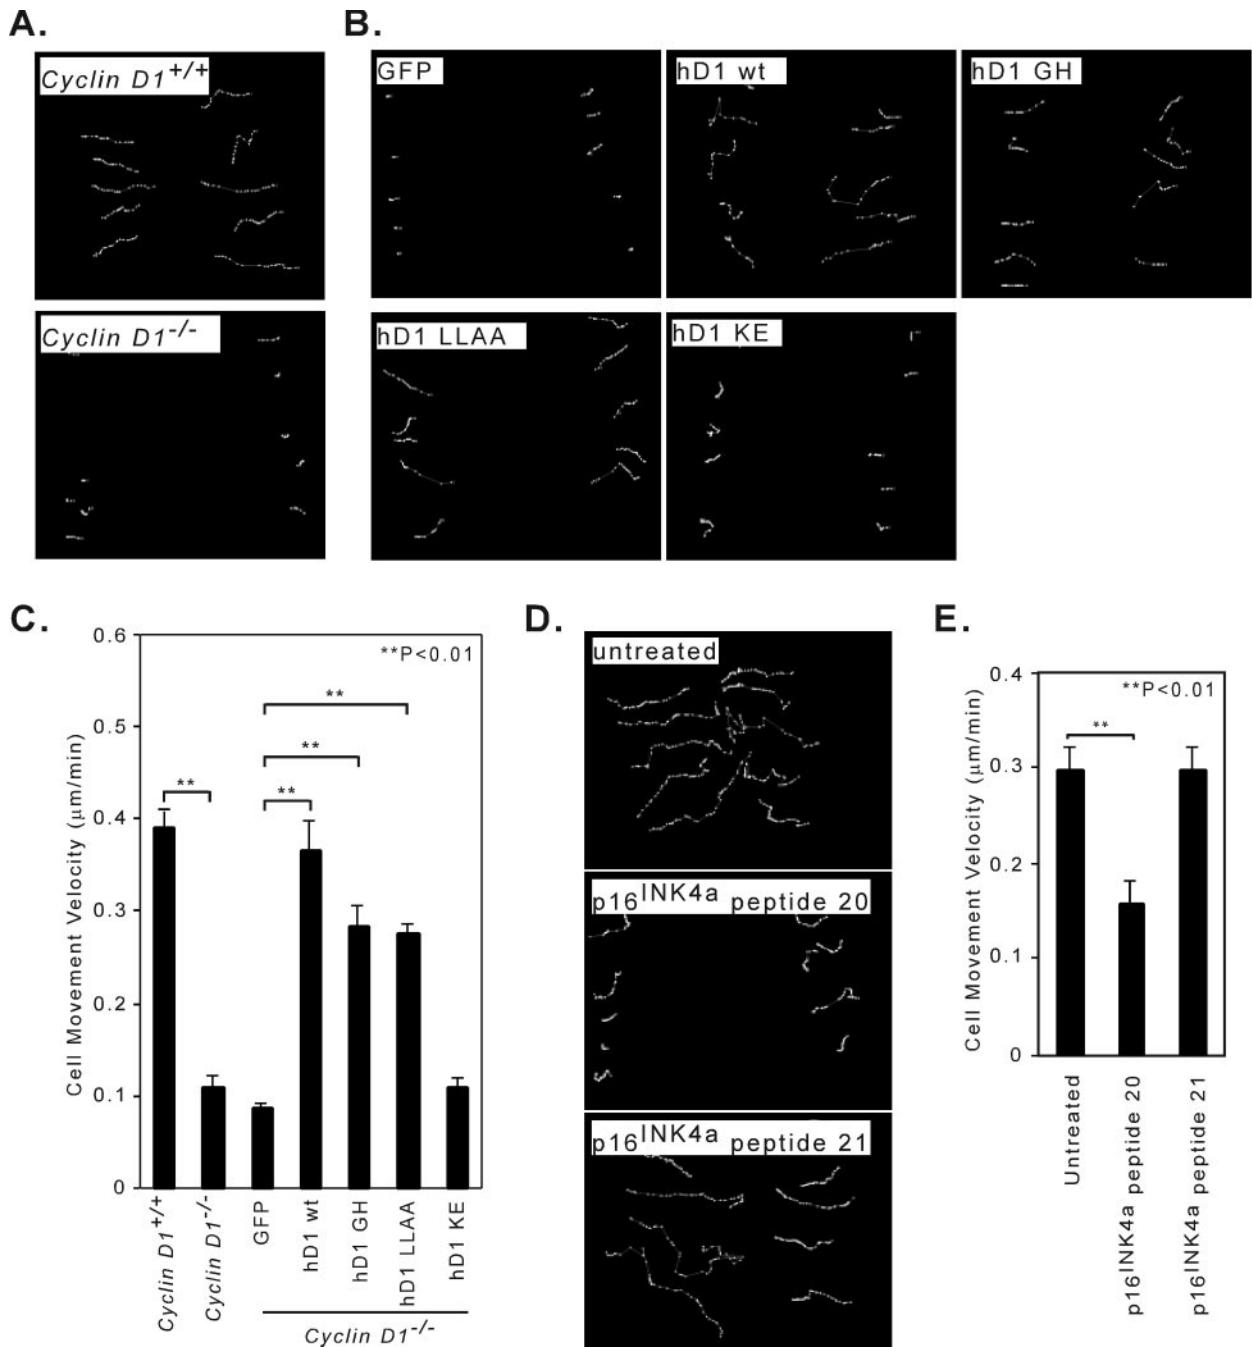 A.
B.
Cyclin D1+/+
GFP
hD1 wt
hD1 GH
Cyclin D1-/-
hD1 LLAA
hD1 KE
C.
Cell Movement Velocity (μm/min)
0.6
0.5
0.4
0.3
0.2
0.1
0
**P<0.01
**
**
**
**
Cyclin D1+/+
Cyclin D1-/-
GFP
hD1 wt
hD1 GH
hD1 LLAA
hD1 KE
Cyclin D1-/-
D.
untreated
p16INK4a peptide 20
p16INK4a peptide 21
E.
Cell Movement Velocity (μm/min)
0.4
0.3
0.2
0.1
0
**P<0.01
**
Untreated
p16INK4a peptide 20
p16INK4a peptide 21